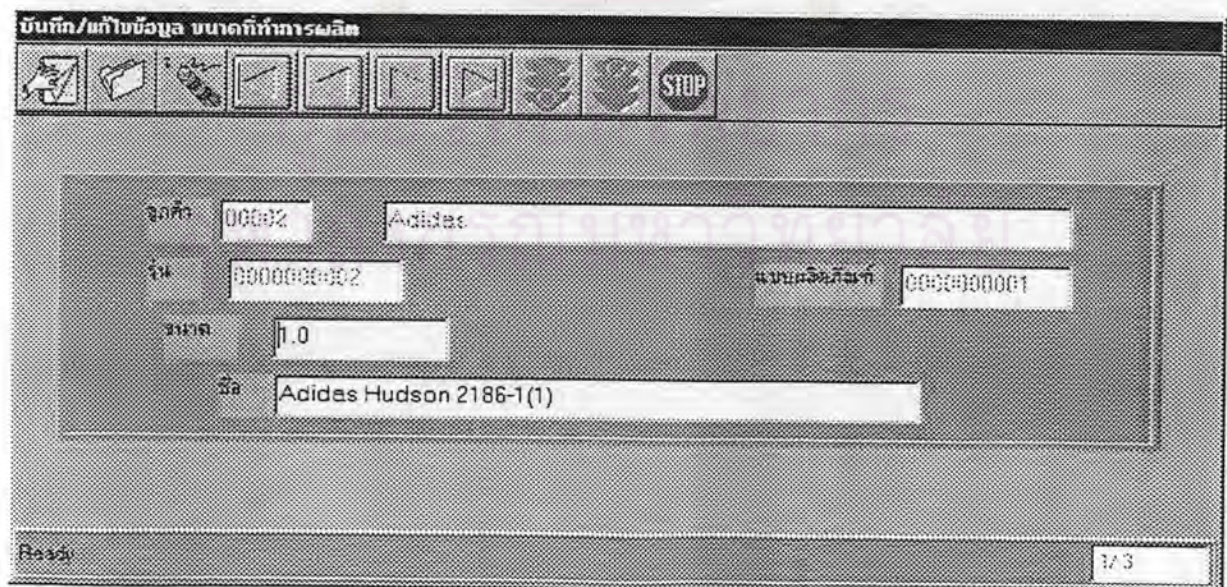 บันทึก/แก้ไขข้อมูล ขนาดที่ทำการผลิต
STOP
ลูกค้า 00002 Adidas
รุ่น 0000000002 แบบผลิตภัณฑ์ 0000000001
ขนาด 1.0
ชื่อ Adidas Hudson 2186-1(1)
Ready 1/3